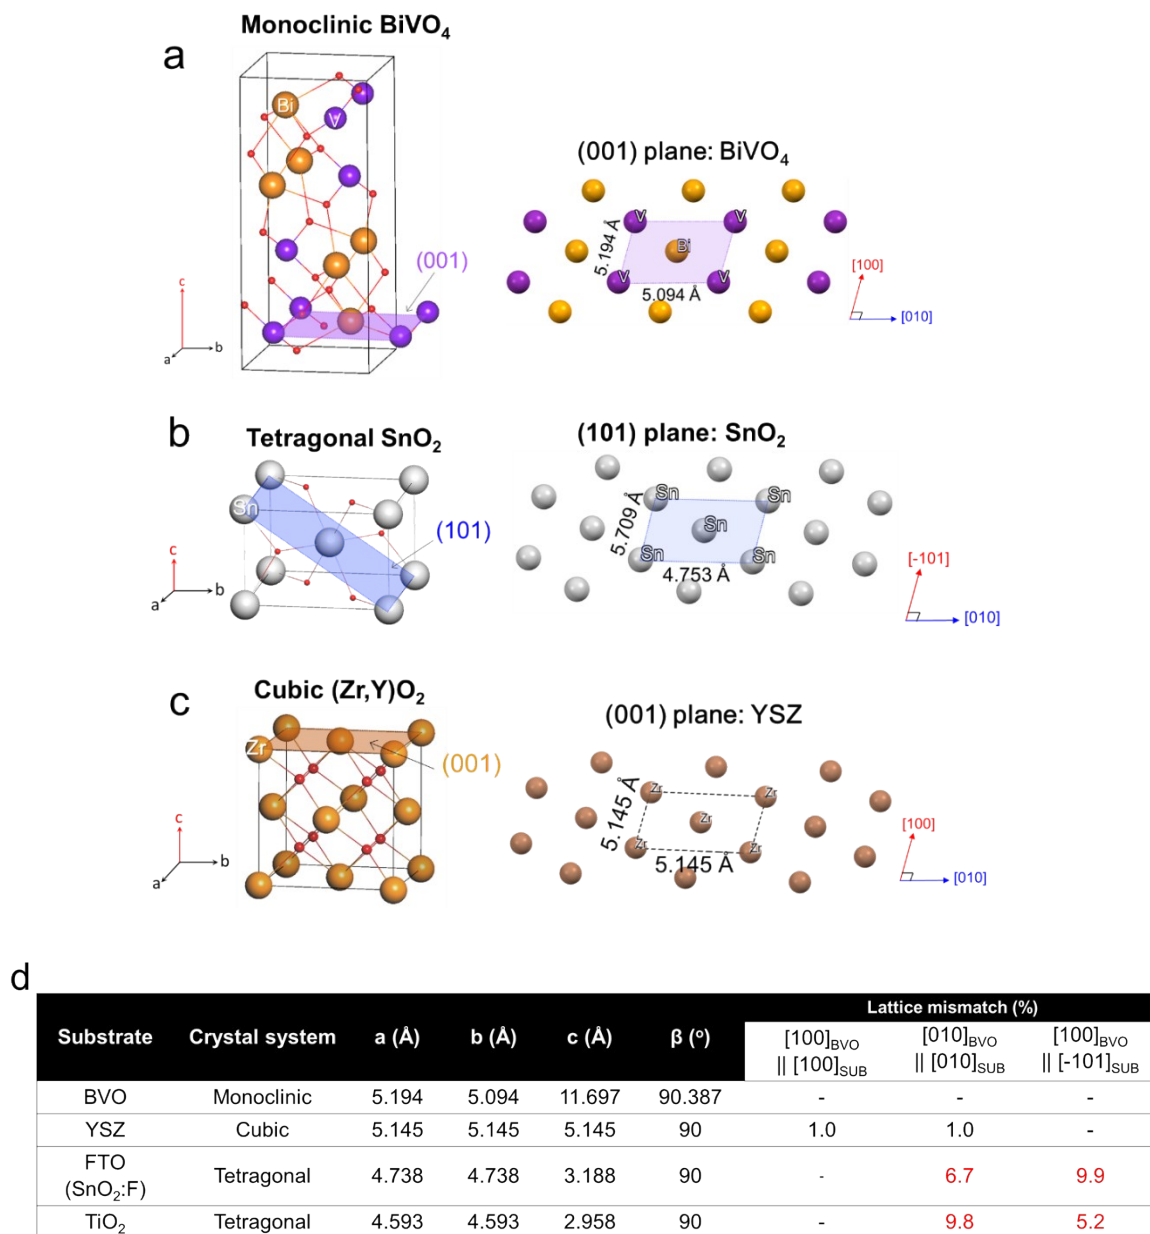 Monoclinic BiVO4
a
Bi
V
(001)
c
a
b
(001) plane: BiVO4
V
V
5.194 Å
Bi
V
V
5.094 Å
[100]
[010]
b
Tetragonal SnO2
Sn
(101)
c
a
b
(101) plane: SnO2
Sn
Sn
5.709 Å
Sn
Sn
Sn
4.753 Å
[-101]
[010]
c
Cubic (Zr,Y)O2
Zr
(001)
c
a
b
(001) plane: YSZ
Zr
Zr
5.145 Å
Zr
Zr
Zr
5.145 Å
[100]
[010]
d
Lattice mismatch (%)
Substrate Crystal system a (Å) b (Å) c (Å) β (o) [100]BVO || [100]SUB [010]BVO || [010]SUB [100]BVO || [-101]SUB
BVO Monoclinic 5.194 5.094 11.697 90.387 - - -
YSZ Cubic 5.145 5.145 5.145 90 1.0 1.0 -
FTO (SnO2:F) Tetragonal 4.738 4.738 3.188 90 - 6.7 9.9
TiO2 Tetragonal 4.593 4.593 2.958 90 - 9.8 5.2